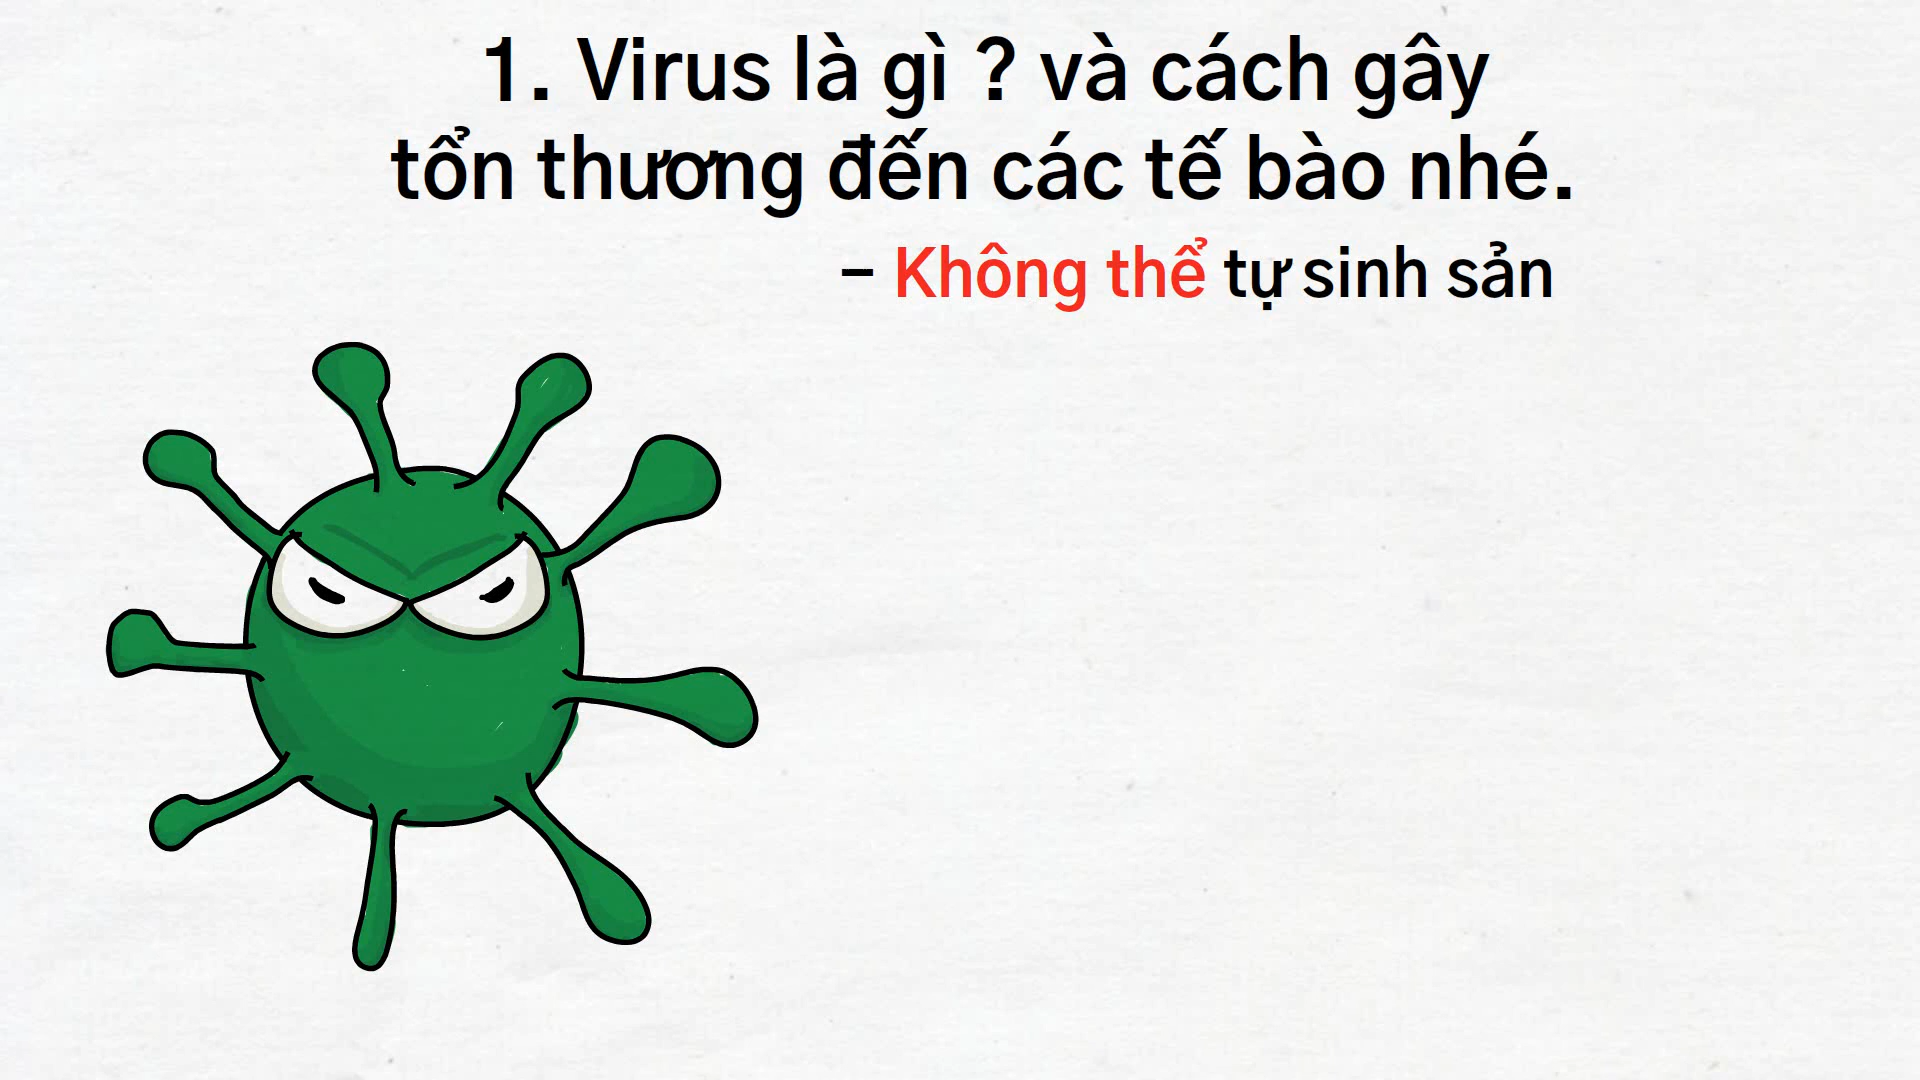 1. Virus là gì ? và cách gây
tổn thương đến các tế bào nhé.
- Không thể tự sinh sản